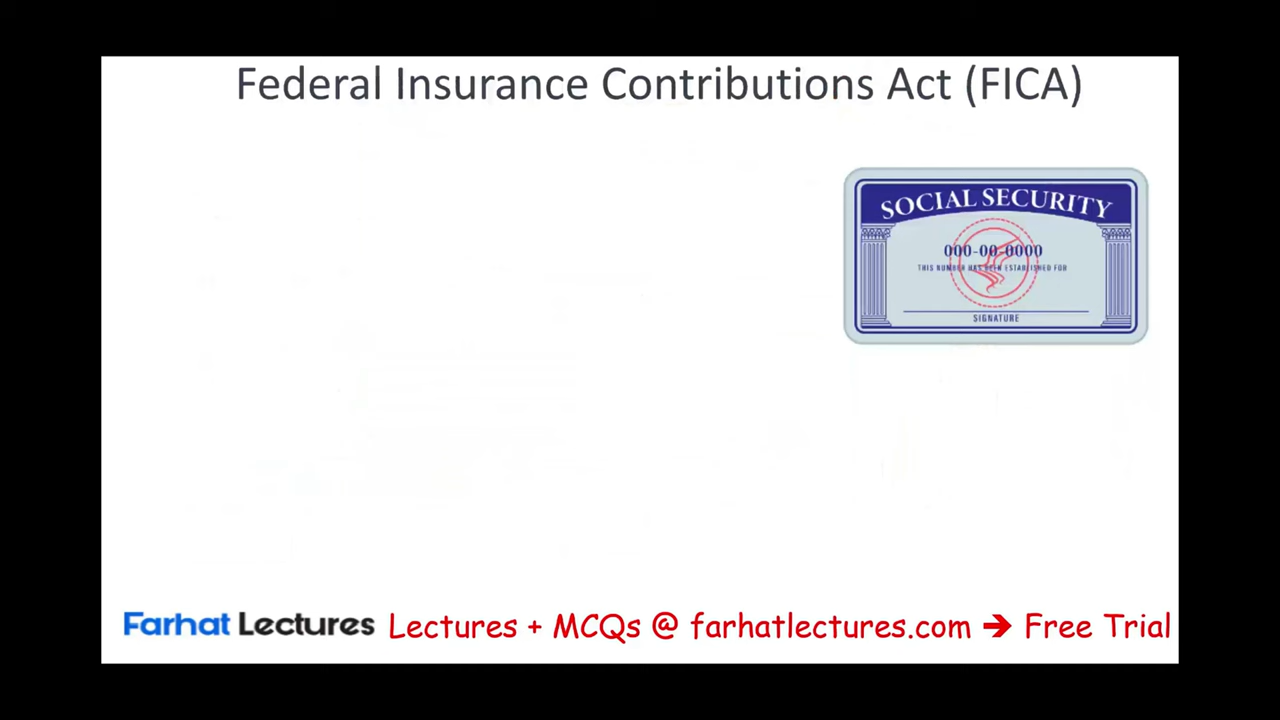 Federal Insurance Contributions Act (FICA)
SOCIAL SECURITY
000-00-0000
THIS NUMBER HAS BEEN ESTABLISHED FOR
SIGNATURE
Farhat Lectures Lectures + MCQs @ farhatlectures.com → Free Trial